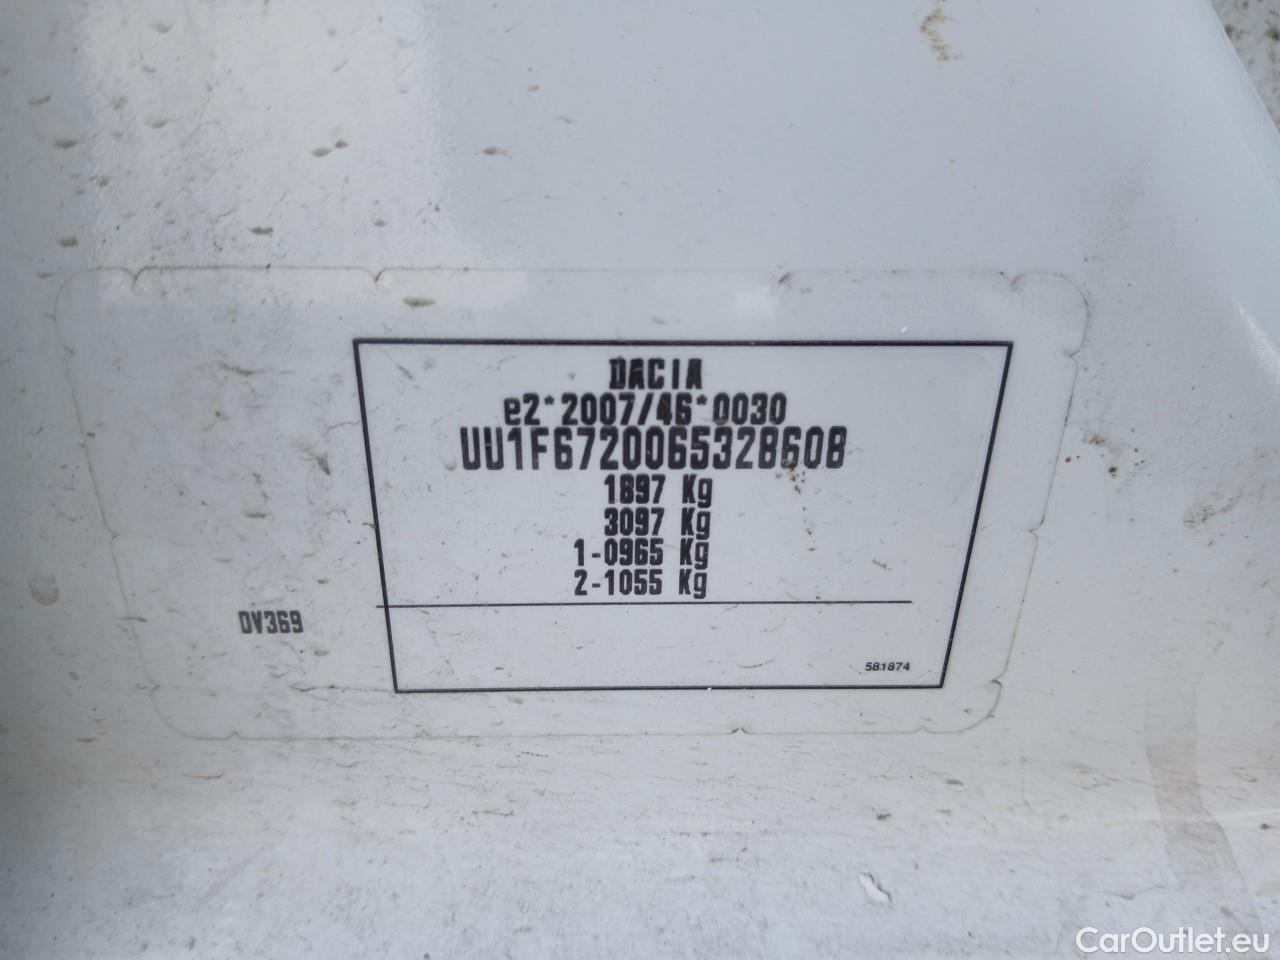 DACIA
e2*2007/46*0030
UU1F6720065328608
1897 Kg
3097 Kg
1-0965 Kg
2-1055 Kg
DV369
581874
CarOutlet.eu